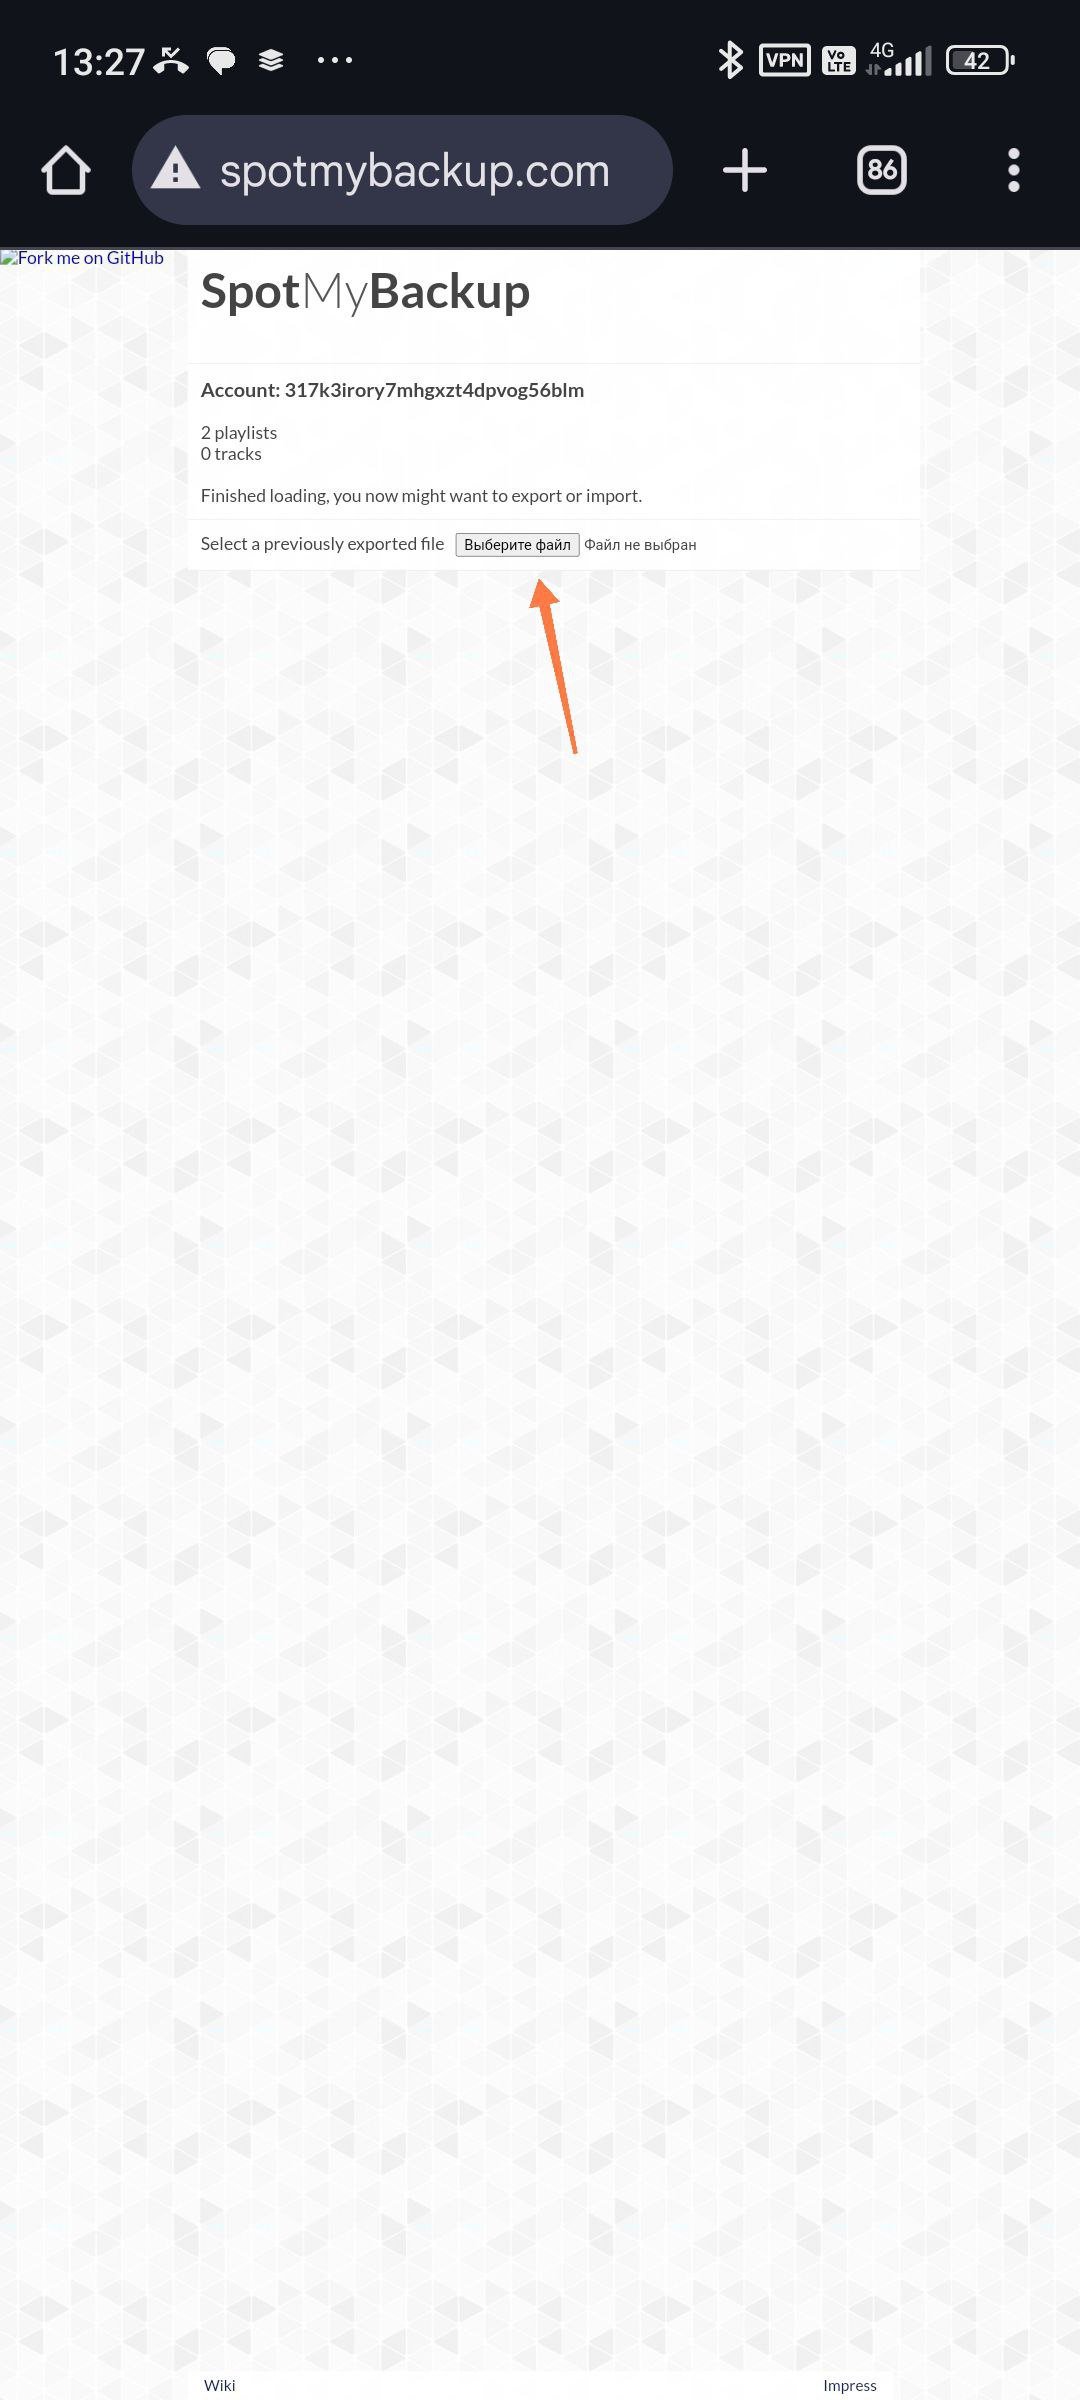 13:27
VPN
Vo
LTE
4G
42
spotmybackup.com
86
Fork me on GitHub
SpotMyBackup
Account: 317k3irory7mhgxzt4dpvog56blm
2 playlists
0 tracks
Finished loading, you now might want to export or import.
Select a previously exported file Выберите файл Файл не выбран
Wiki
Impress